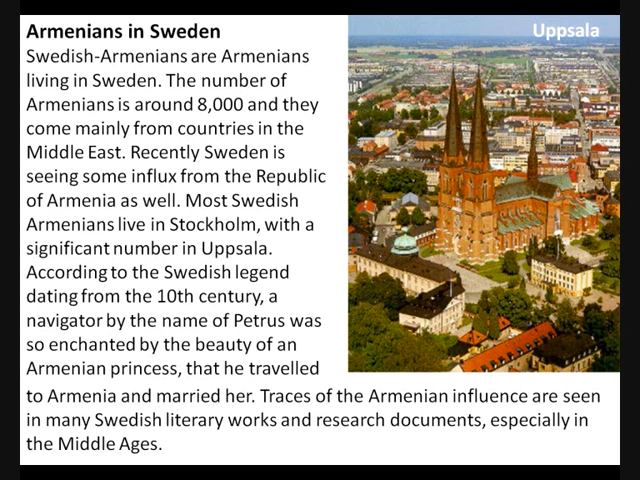 Armenians in Sweden
Uppsala
Swedish-Armenians are Armenians
living in Sweden. The number of
Armenians is around 8,000 and they
come mainly from countries in the
Middle East. Recently Sweden is
seeing some influx from the Republic
of Armenia as well. Most Swedish
Armenians live in Stockholm, with a
significant number in Uppsala.
According to the Swedish legend
dating from the 10th century, a
navigator by the name of Petrus was
so enchanted by the beauty of an
Armenian princess, that he travelled
to Armenia and married her. Traces of the Armenian influence are seen
in many Swedish literary works and research documents, especially in
the Middle Ages.